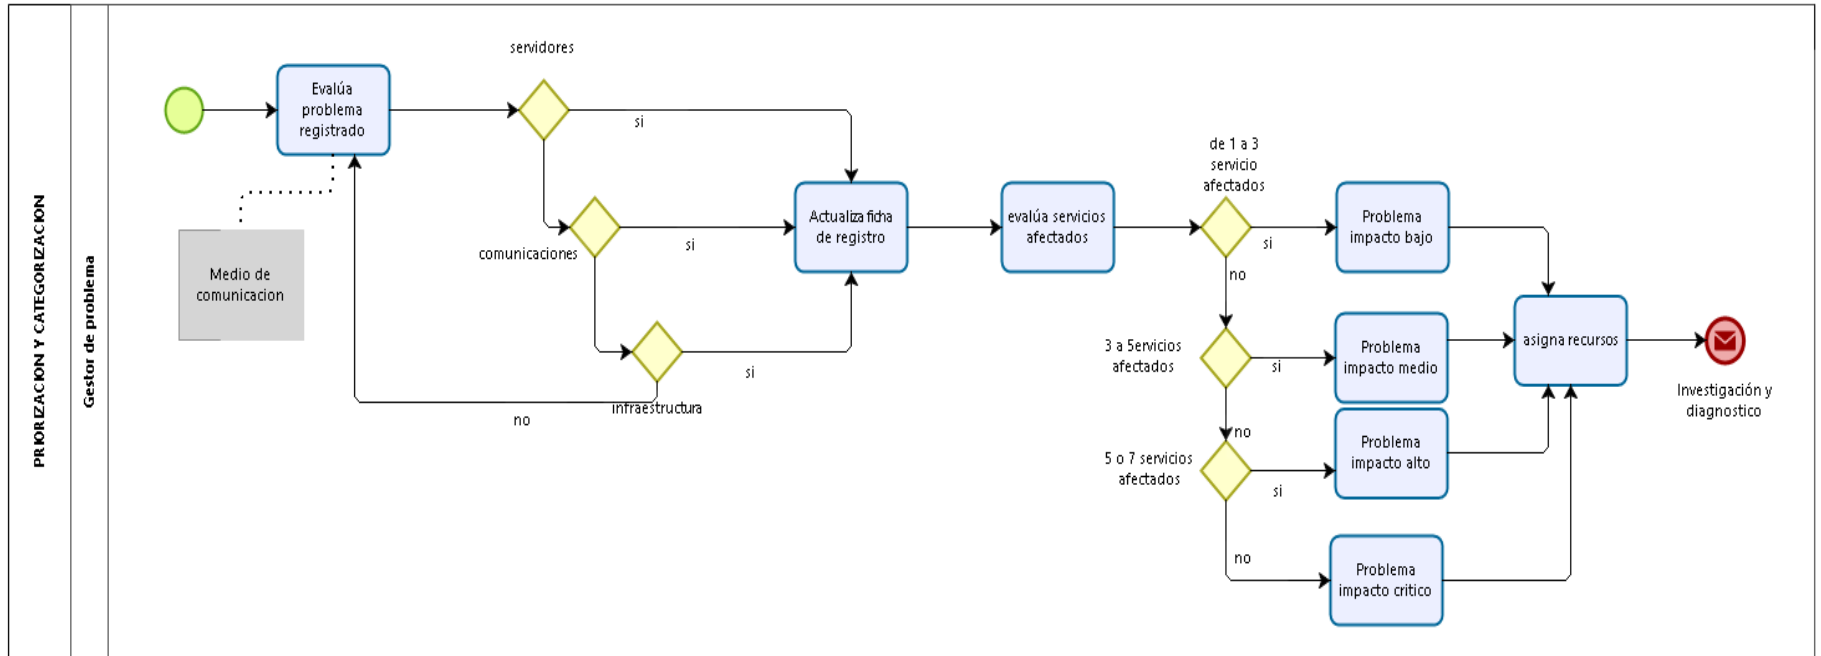 PRIORIZACION Y CATEGORIZACION
Gestor de problema
Evalúa
problema
registrado
Medio de
comunicacion
servidores
si
comunicaciones
si
infraestructura
si
no
Actualiza ficha
de registro
evalúa servicios
afectados
de 1 a 3
servicio
afectados
si
no
Problema
impacto bajo
3 a 5ervicios
afectados
si
no
Problema
impacto medio
5 o 7 servicios
afectados
si
no
Problema
impacto alto
Problema
impacto critico
asigna recursos
Investigación y
diagnostico